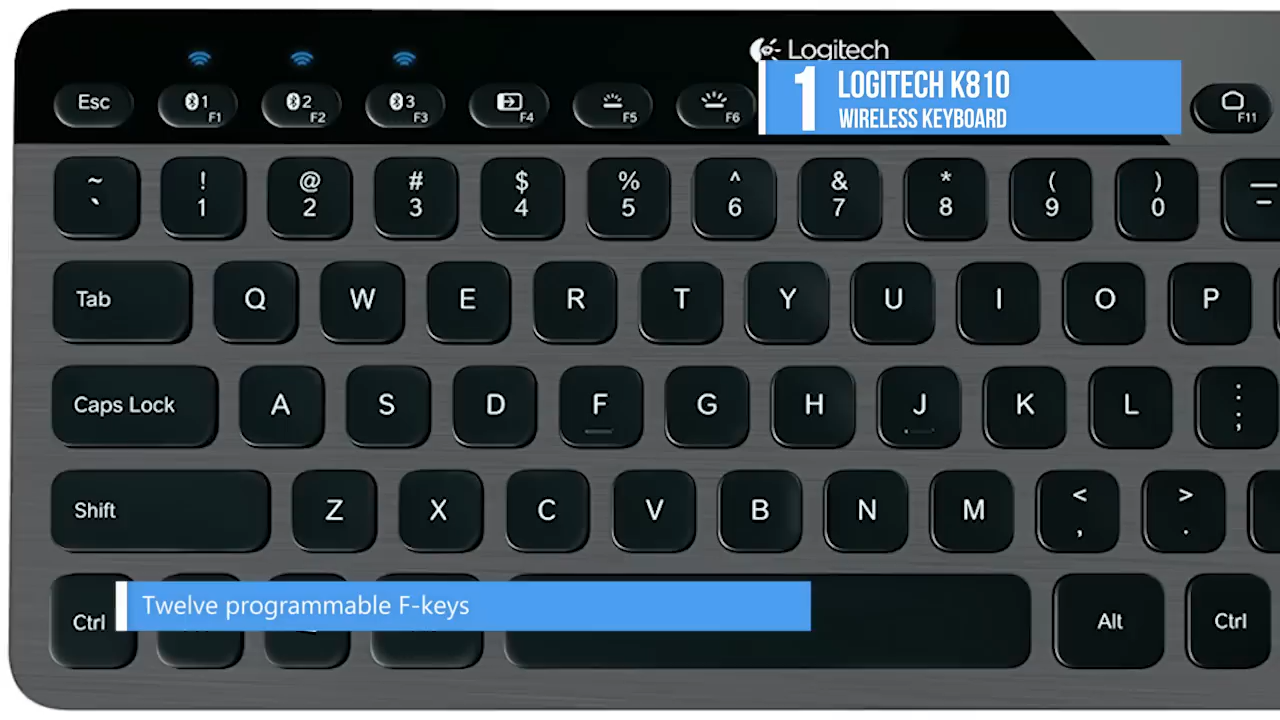 Logitech
1 LOGITECH K810
WIRELESS KEYBOARD
Esc 1 F1 2 F2 3 F3 F4 F5 F6 F11
~ ! @ # $ % ^ & * ( )
` 1 2 3 4 5 6 7 8 9 0 =
Tab Q W E R T Y U I O P
Caps Lock A S D F G H J K L :
;
Shift Z X C V B N M < >
, .
Twelve programmable F-keys
Ctrl Alt Ctrl